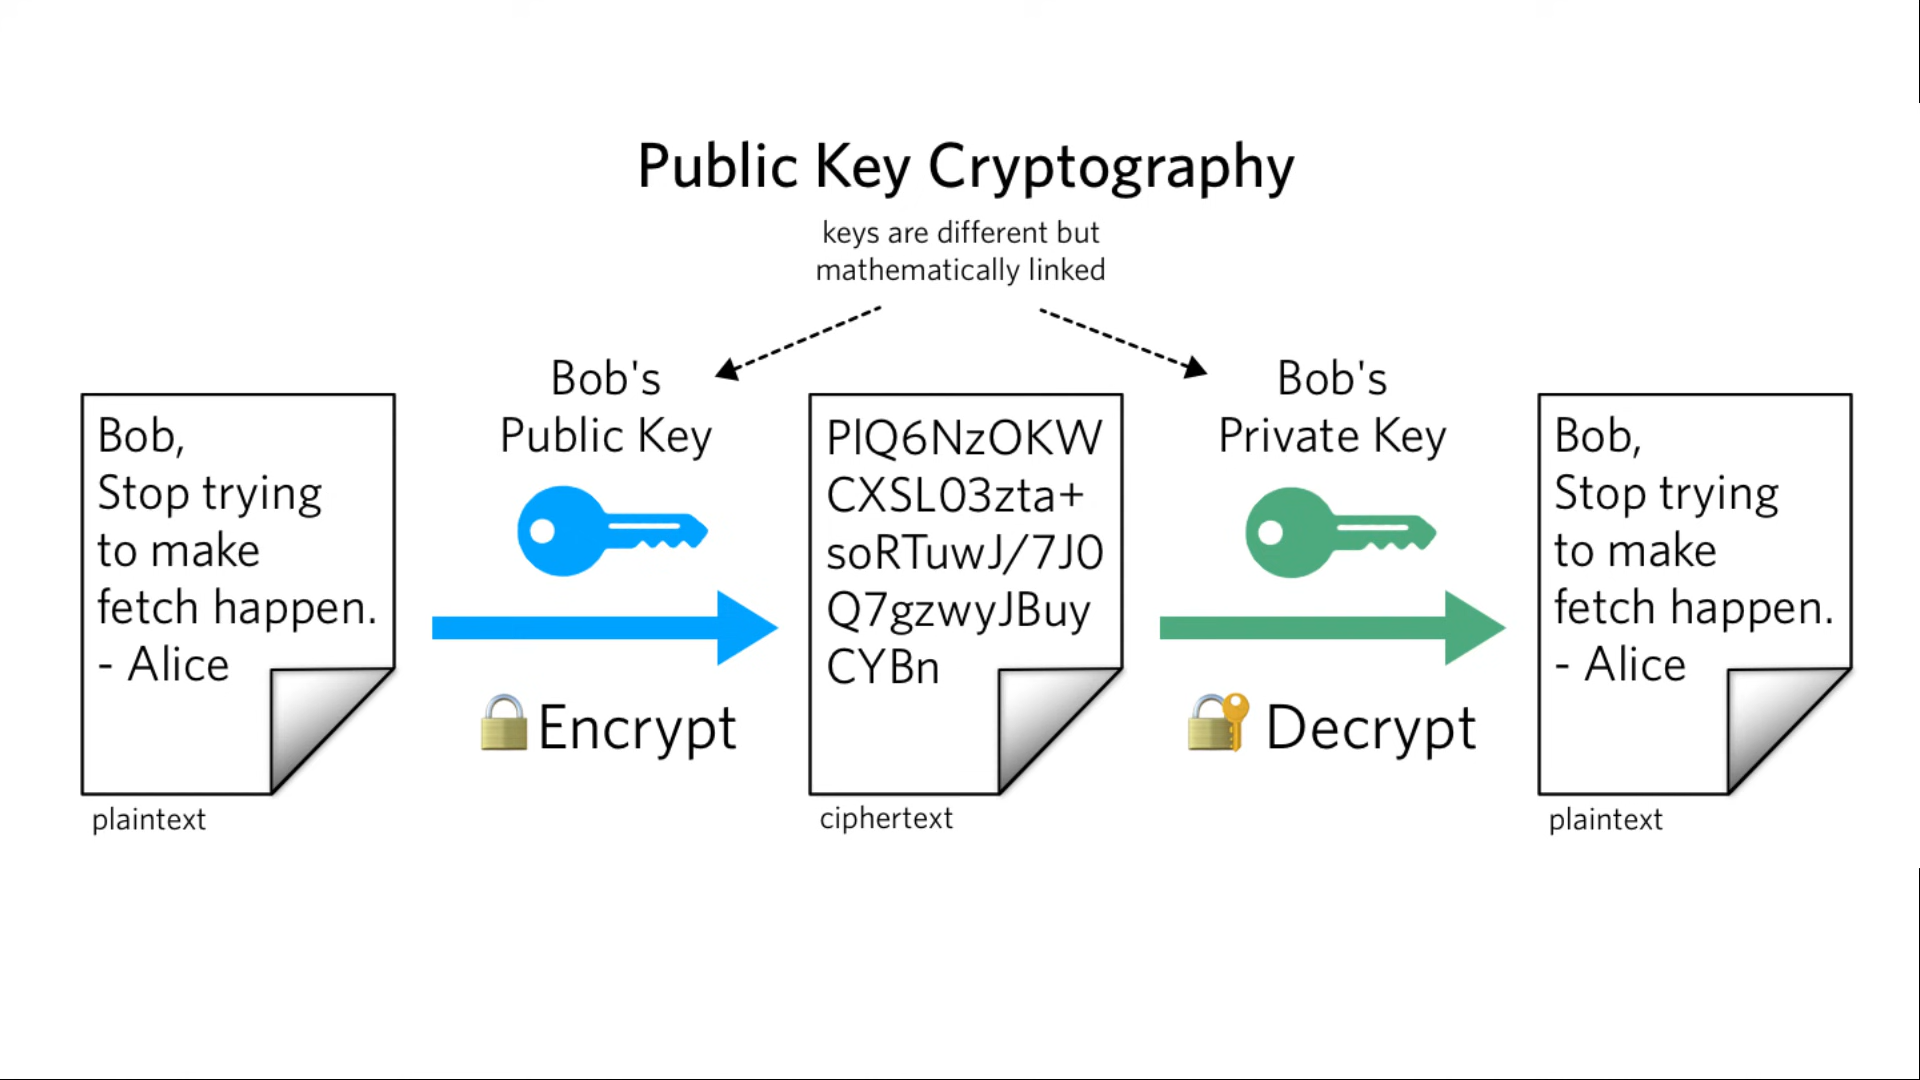 Public Key Cryptography
keys are different but
mathematically linked
Bob's
Public Key
Bob's
Private Key
Bob,
Stop trying
to make
fetch happen.
- Alice
plaintext
Encrypt
PIQ6NzOKW
CXSL03zta+
soRTuwJ/7J0
Q7gzwyJBuy
CYBn
ciphertext
Decrypt
Bob,
Stop trying
to make
fetch happen.
- Alice
plaintext